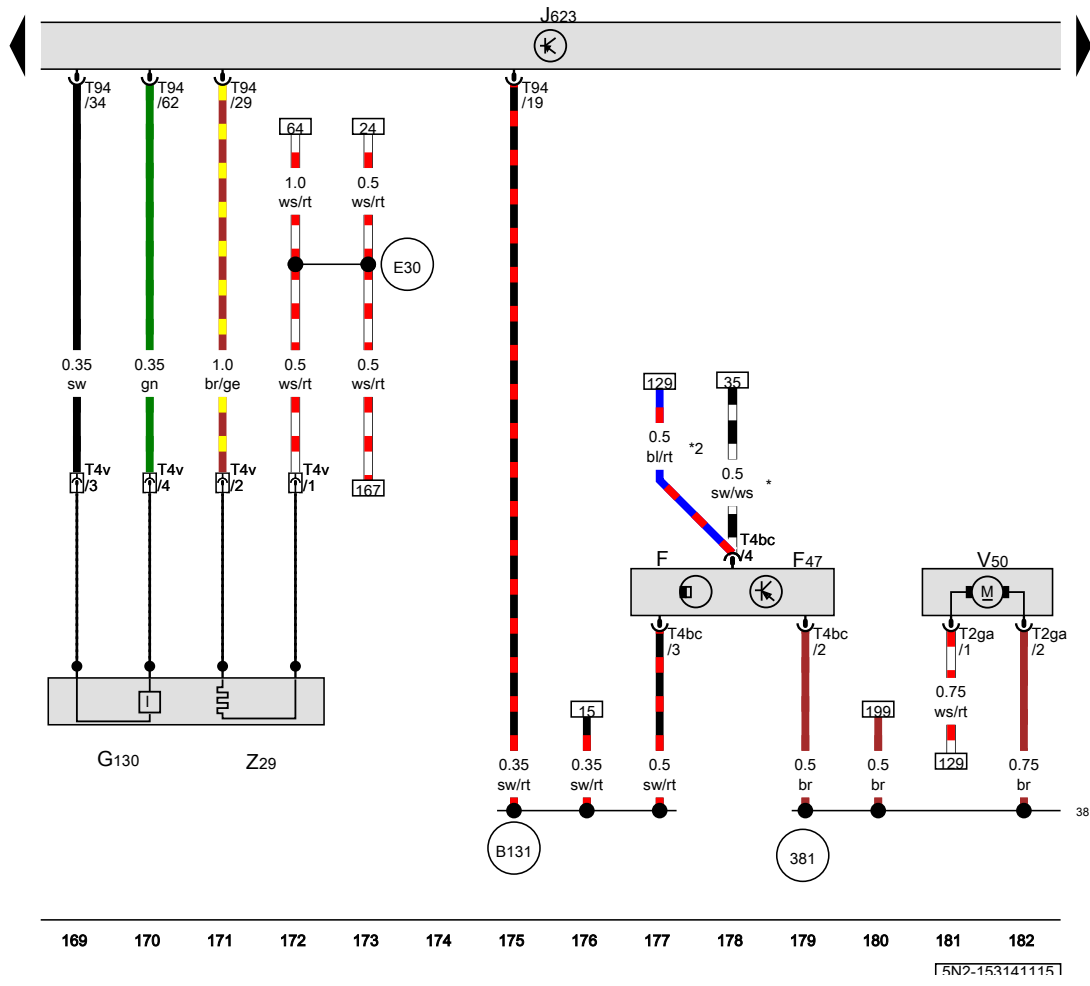 J623
T94 T94 T94 T94
/34 /62 /29 /19
64 24
1.0 0.5
ws/rt ws/rt
E30
0.35 0.35 1.0 0.5 0.5
sw gn br/ge ws/rt ws/rt
129 35
0.5 *2
bl/rt
0.5
sw/ws *
T4v T4v T4v T4v
/3 /4 /2 /1
167
T4bc
/4
F F47 V50
M
T4bc T4bc T2ga T2ga
/3 /2 /1 /2
I
0.75
ws/rt
15 199
129
G130 Z29
0.35 0.35 0.5 0.5 0.5 0.75
sw/rt sw/rt sw/rt br br br
38
B131 381
169 170 171 172 173 174 175 176 177 178 179 180 181 182
5N2-153141115